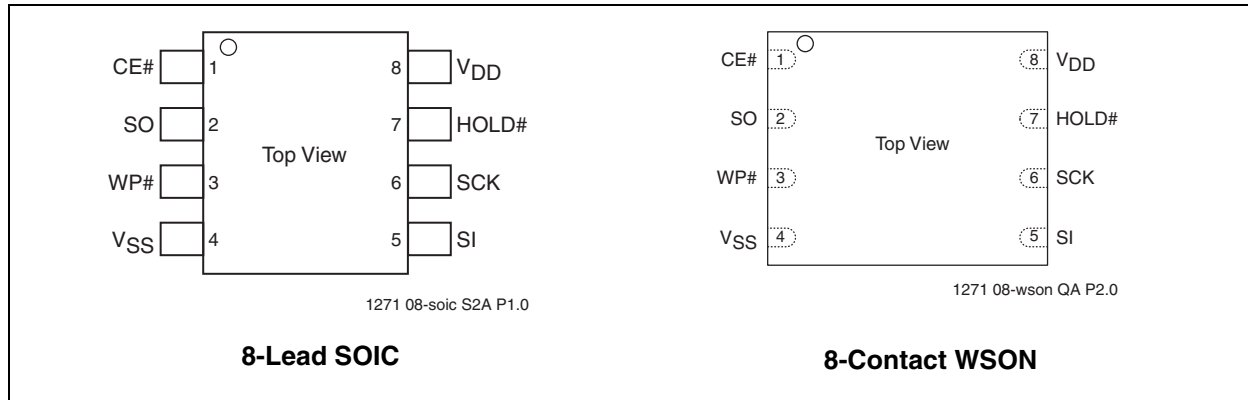 CE# 1 8 VDD
SO 2 7 HOLD#
Top View
WP# 3 6 SCK
VSS 4 5 SI
1271 08-soic S2A P1.0
8-Lead SOIC
CE# 1 8 VDD
SO 2 7 HOLD#
Top View
WP# 3 6 SCK
VSS 4 5 SI
1271 08-wson QA P2.0
8-Contact WSON